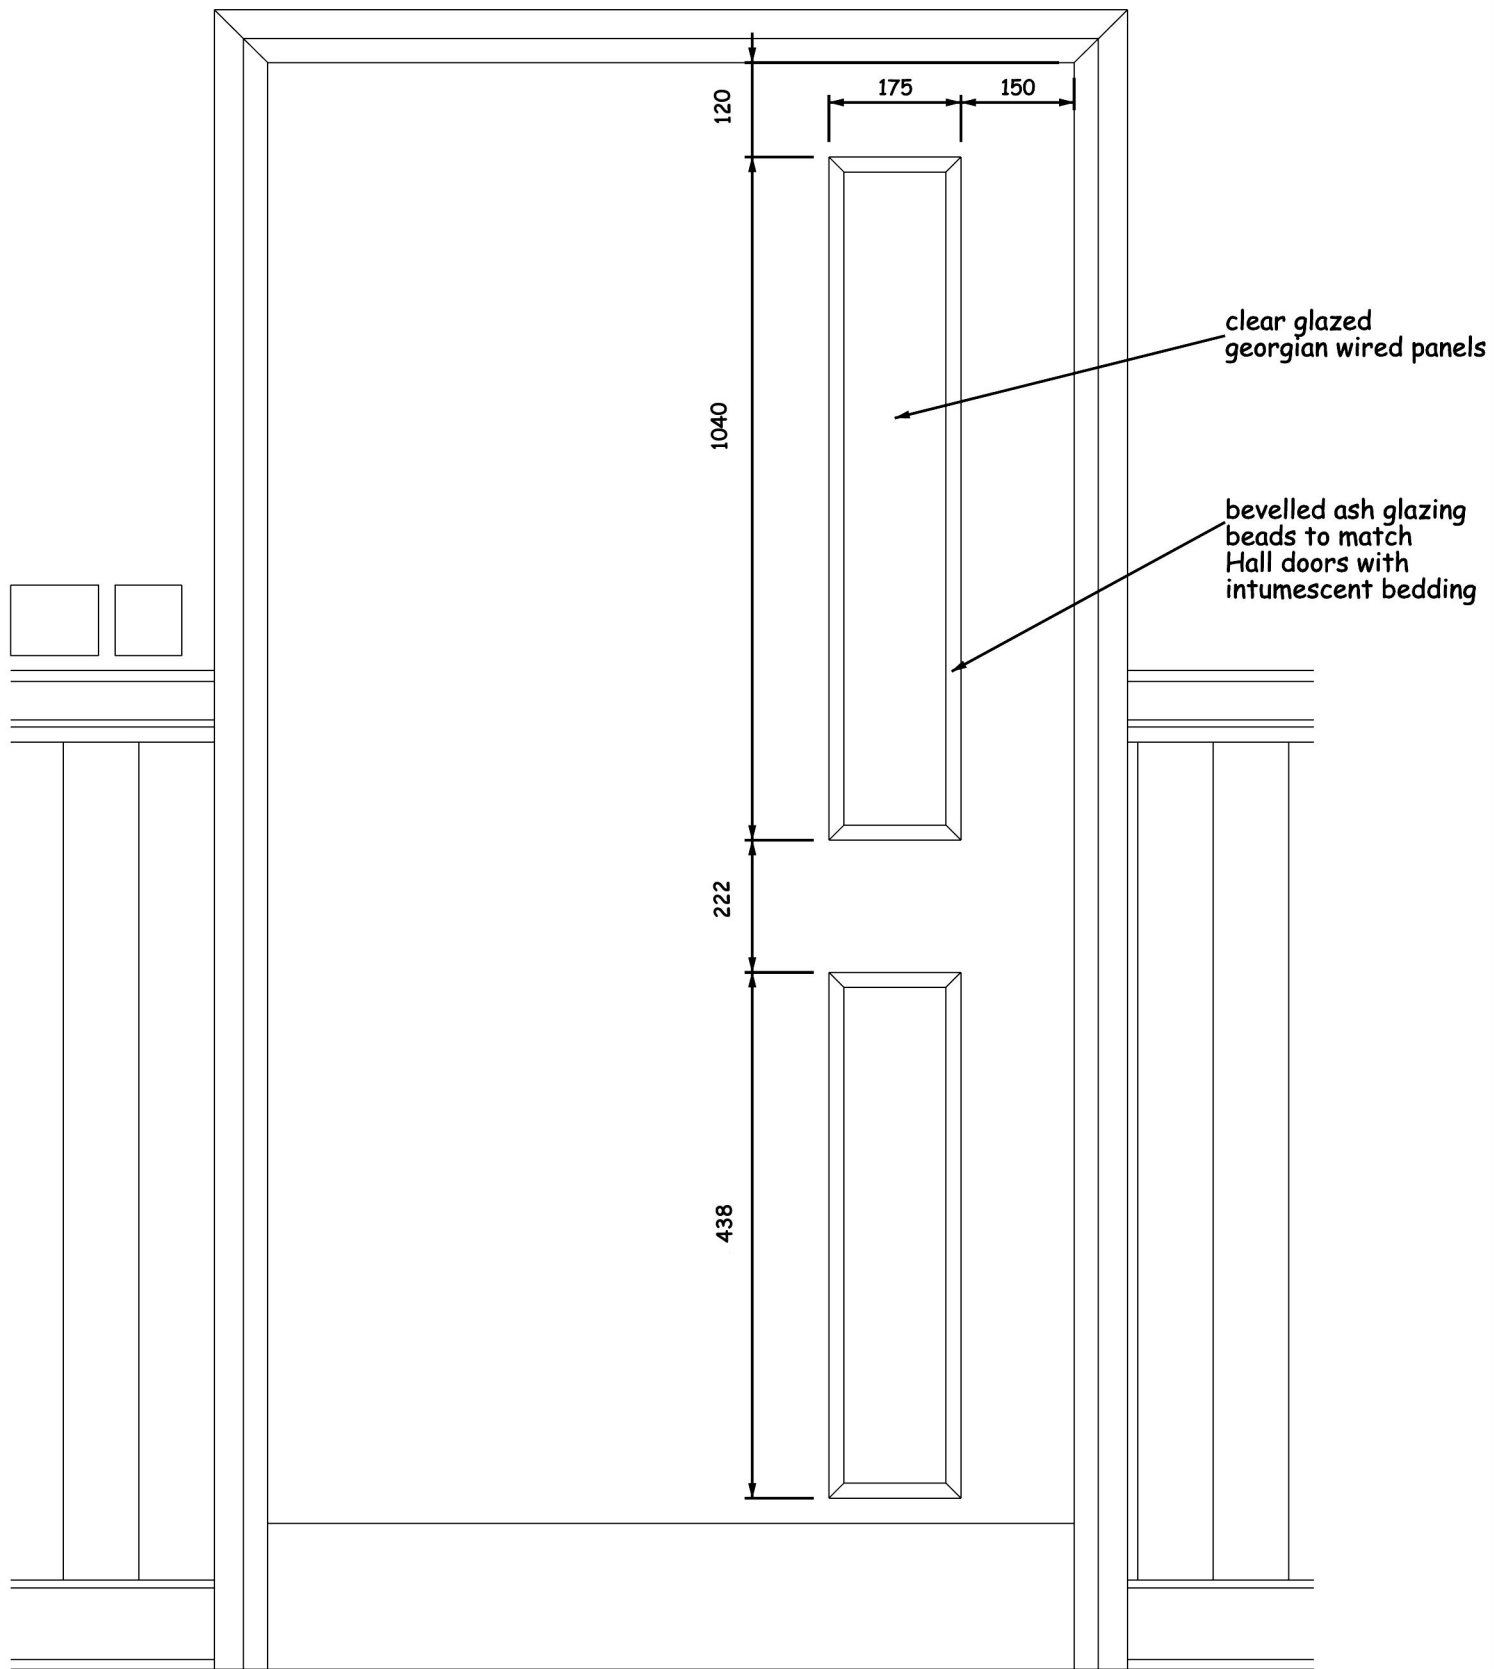 175
150
120
clear glazed
georgian wired panels
1040
bevelled ash glazing
beads to match
Hall doors with
intumescent bedding
222
438